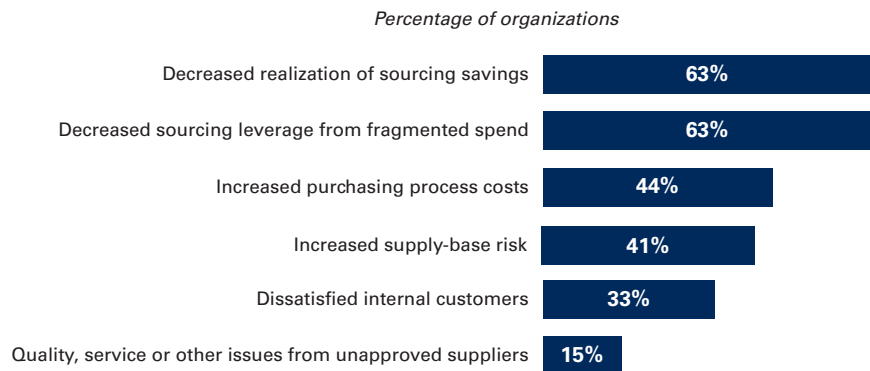 Percentage of organizations
Decreased realization of sourcing savings 63%
Decreased sourcing leverage from fragmented spend 63%
Increased purchasing process costs 44%
Increased supply-base risk 41%
Dissatisfied internal customers 33%
Quality, service or other issues from unapproved suppliers 15%